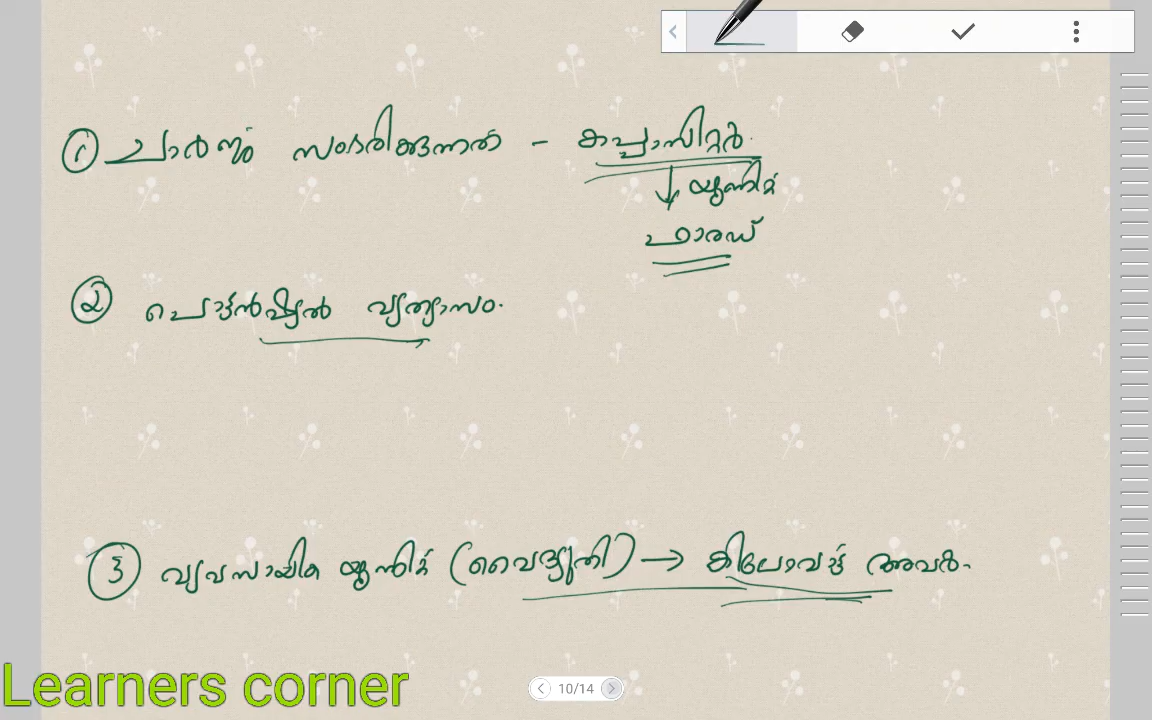 ① ചാർജ്ജ് സംഭരിക്കുന്നത് - കപ്പാസിറ്റർ.
↓ യൂണിറ്റ്
ഫാരഡ്
② പൊട്ടൻഷ്യൽ വ്യത്യാസം.
③ വ്യവസായിക യൂണിറ്റ് (വൈദ്യുതി) → കിലോവാട്ട് അവർ.
Learners corner
10/14